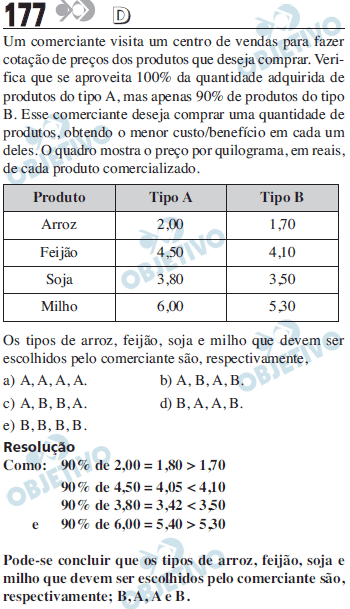 177 D
Um comerciante visita um centro de vendas para fazer
cotação de preços dos produtos que deseja comprar. Veri-
fica que se aproveita 100% da quantidade adquirida de
produtos do tipo A, mas apenas 90% de produtos do tipo
B. Esse comerciante deseja comprar uma quantidade de
produtos, obtendo o menor custo/benefício em cada um
deles. O quadro mostra o preço por quilograma, em reais,
de cada produto comercializado.
Produto Tipo A Tipo B
Arroz 2,00 1,70
Feijão 4,50 4,10
Soja 3,80 3,50
Milho 6,00 5,30
Os tipos de arroz, feijão, soja e milho que devem ser
escolhidos pelo comerciante são, respectivamente,
a) A, A, A, A. b) A, B, A, B.
c) A, B, B, A. d) B, A, A, B.
e) B, B, B, B.
Resolução
Como: 90% de 2,00 = 1,80 > 1,70
90% de 4,50 = 4,05 < 4,10
90% de 3,80 = 3,42 < 3,50
e 90% de 6,00 = 5,40 > 5,30
Pode-se concluir que os tipos de arroz, feijão, soja e
milho que devem ser escolhidos pelo comerciante são,
respectivamente; B, A, A e B.
OBJETIVO
OBJETIVO
OBJETIVO
OBJETIVO
OBJETIVO
OBJETIVO
OBJETIVO